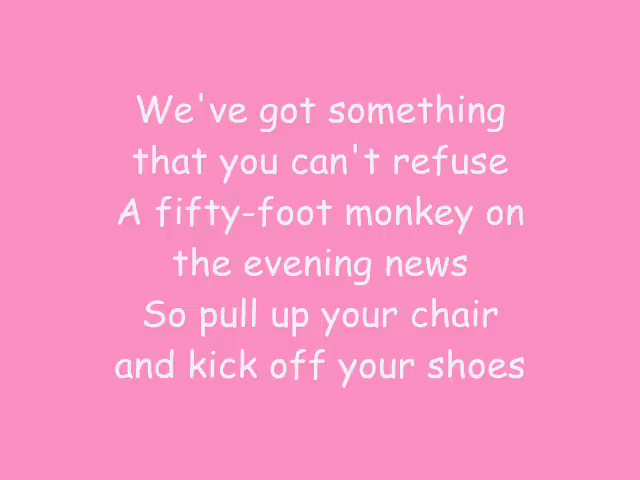 We've got something
that you can't refuse
A fifty-foot monkey on
the evening news
So pull up your chair
and kick off your shoes